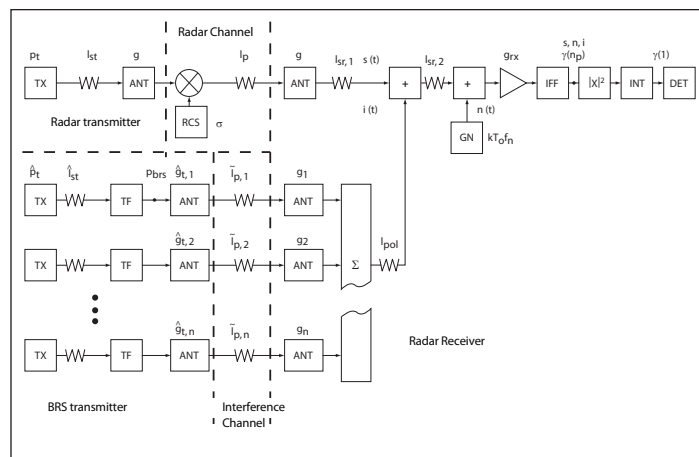 Radar Channel
pt lst g lp g lsr, 1 s (t) lsr, 2 grx s, n, i γ(np) γ(1)
TX ANT ANT + + IFF |X|² INT DET
i (t) n (t)
Radar transmitter RCS σ GN kTofn
p̂t l̂st pbrs ĝt, 1 l̃p, 1 g1
TX TF ANT ANT
ĝt, 2 l̃p, 2 g2 lpol
TX TF ANT ANT Σ
ĝt, n l̃p, n gn
TX TF ANT ANT
Radar Receiver
BRS transmitter Interference
Channel